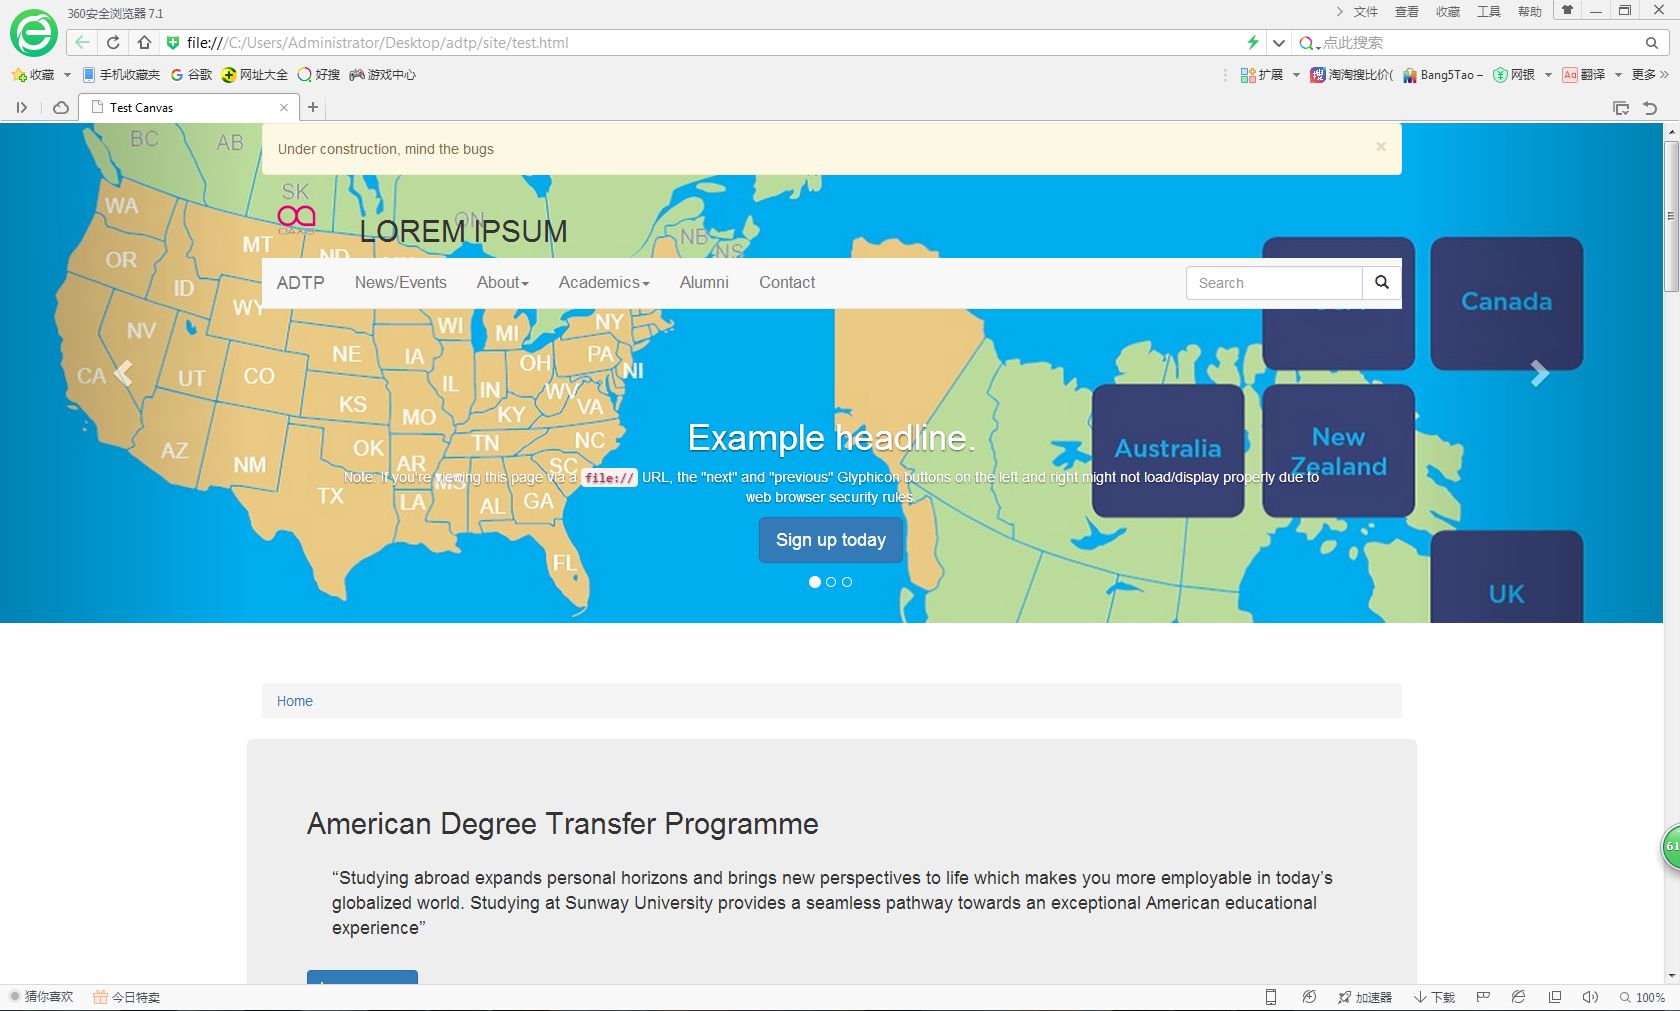 360安全浏览器 7.1
文件 查看 收藏 工具 帮助
file:///C:/Users/Administrator/Desktop/adtp/site/test.html
点此搜索
收藏 手机收藏夹 谷歌 网址大全 好搜 游戏中心
扩展 淘淘搜比价( Bang5Tao – 网银 Aa 翻译 更多 »
Test Canvas
BC AB
Under construction, mind the bugs ×
SK
WA
ON
OAXIS
LOREM IPSUM
MT ND NB NS
OR
ID
ADTP News/Events About Academics Alumni Contact Search
WY
Canada
NV WI MI NY
NE IA OH PA
CA UT CO IL IN WV NJ
KS MO KY VA
Example headline.
AZ NM OK AR TN NC SC
Australia
New
Zealand
Note: If you're viewing this page via a file:// URL, the "next" and "previous" Glyphicon buttons on the left and right might not load/display properly due to
web browser security rules.
TX LA MS AL GA
Sign up today
FL
UK
Home
American Degree Transfer Programme
“Studying abroad expands personal horizons and brings new perspectives to life which makes you more employable in today’s
globalized world. Studying at Sunway University provides a seamless pathway towards an exceptional American educational
experience”
61
猜你喜欢 今日特卖
加速器 下载 100%